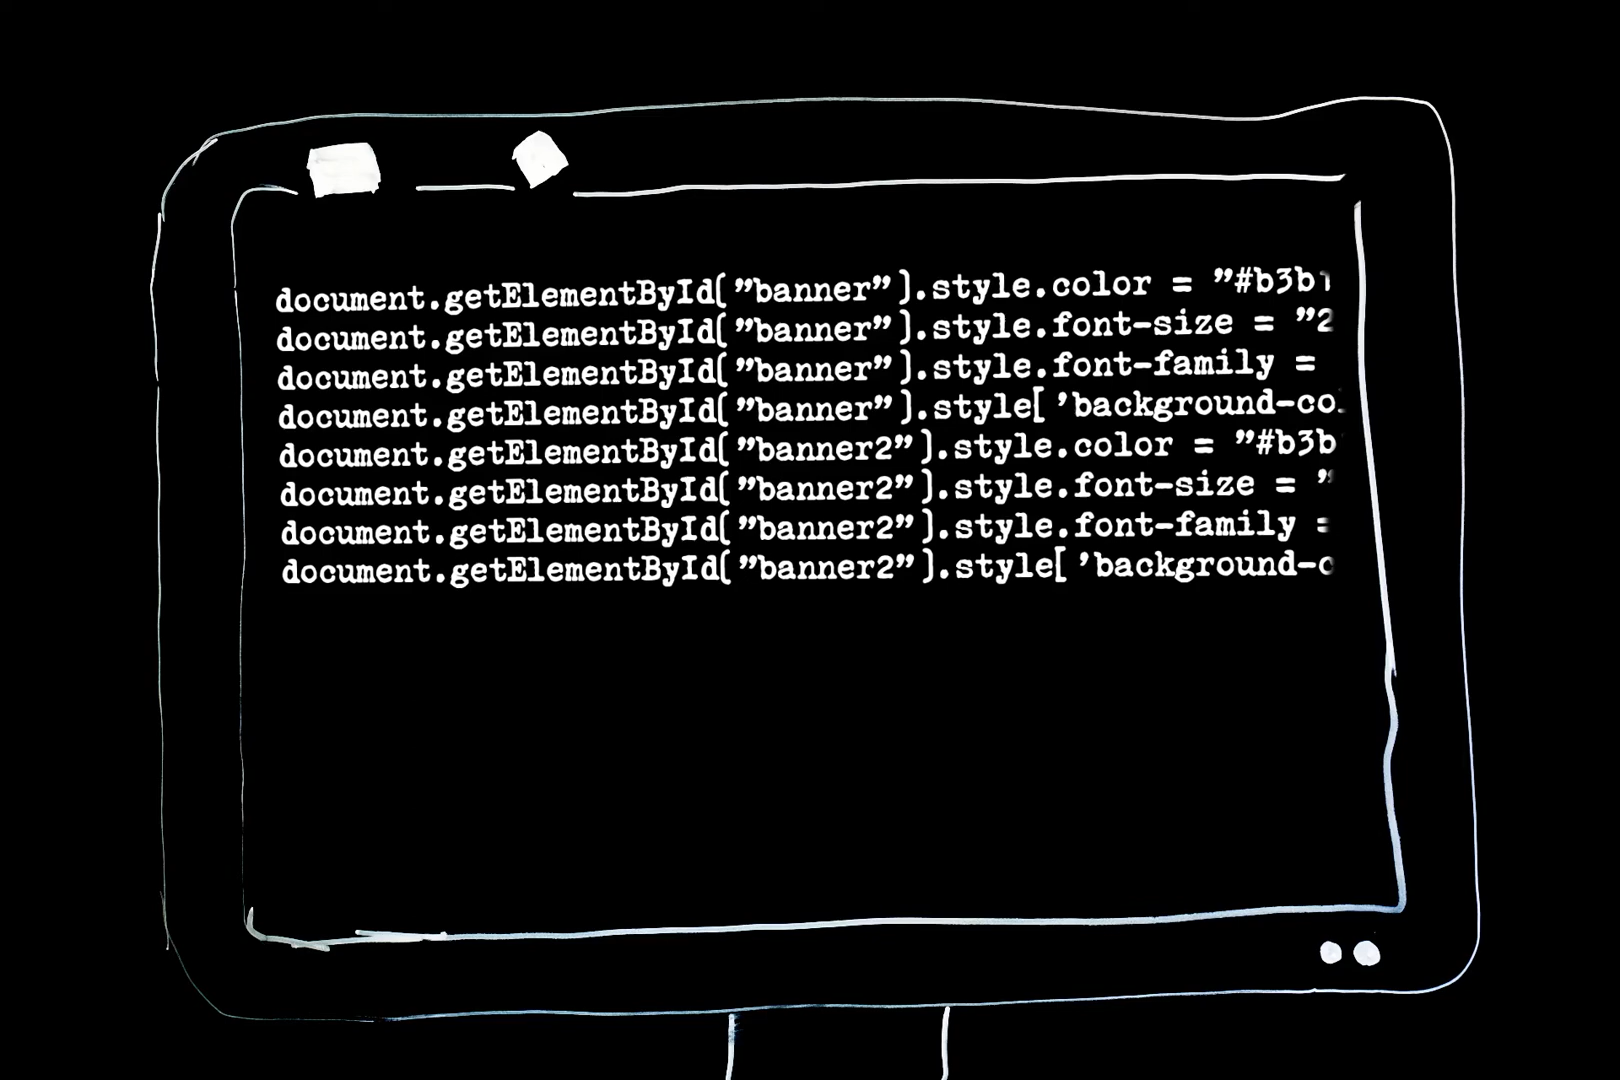 document.getElementById("banner").style.color = "#b3b
document.getElementById("banner").style.font-size = "2
document.getElementById("banner").style.font-family =
document.getElementById("banner").style['background-co
document.getElementById("banner2").style.color = "#b3b
document.getElementById("banner2").style.font-size = "
document.getElementById("banner2").style.font-family =
document.getElementById("banner2").style['background-c